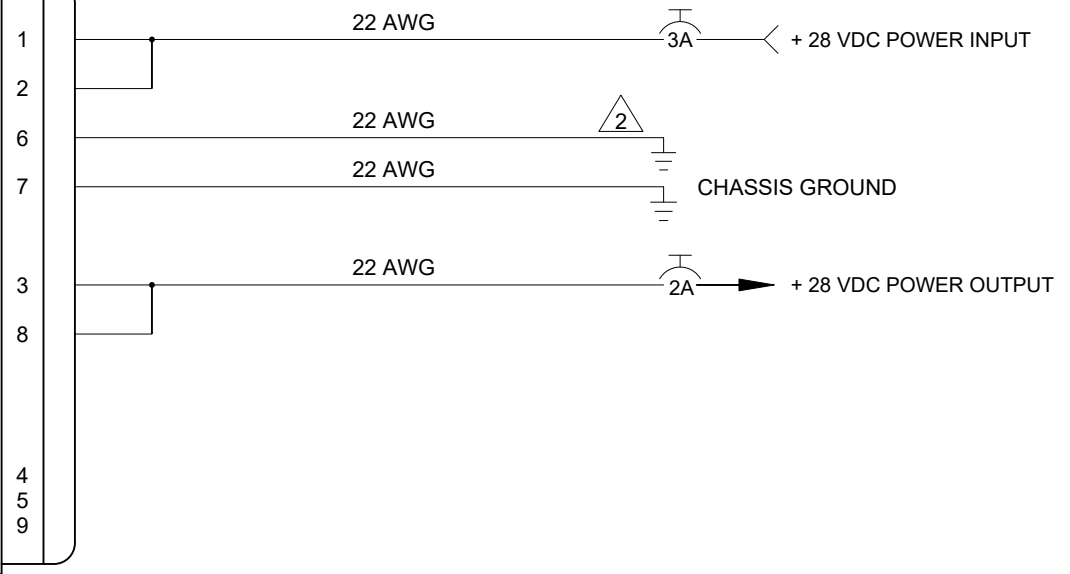 1 22 AWG 3A + 28 VDC POWER INPUT
2
6 22 AWG 2
7 22 AWG CHASSIS GROUND
3 22 AWG 2A + 28 VDC POWER OUTPUT
8
4
5
9